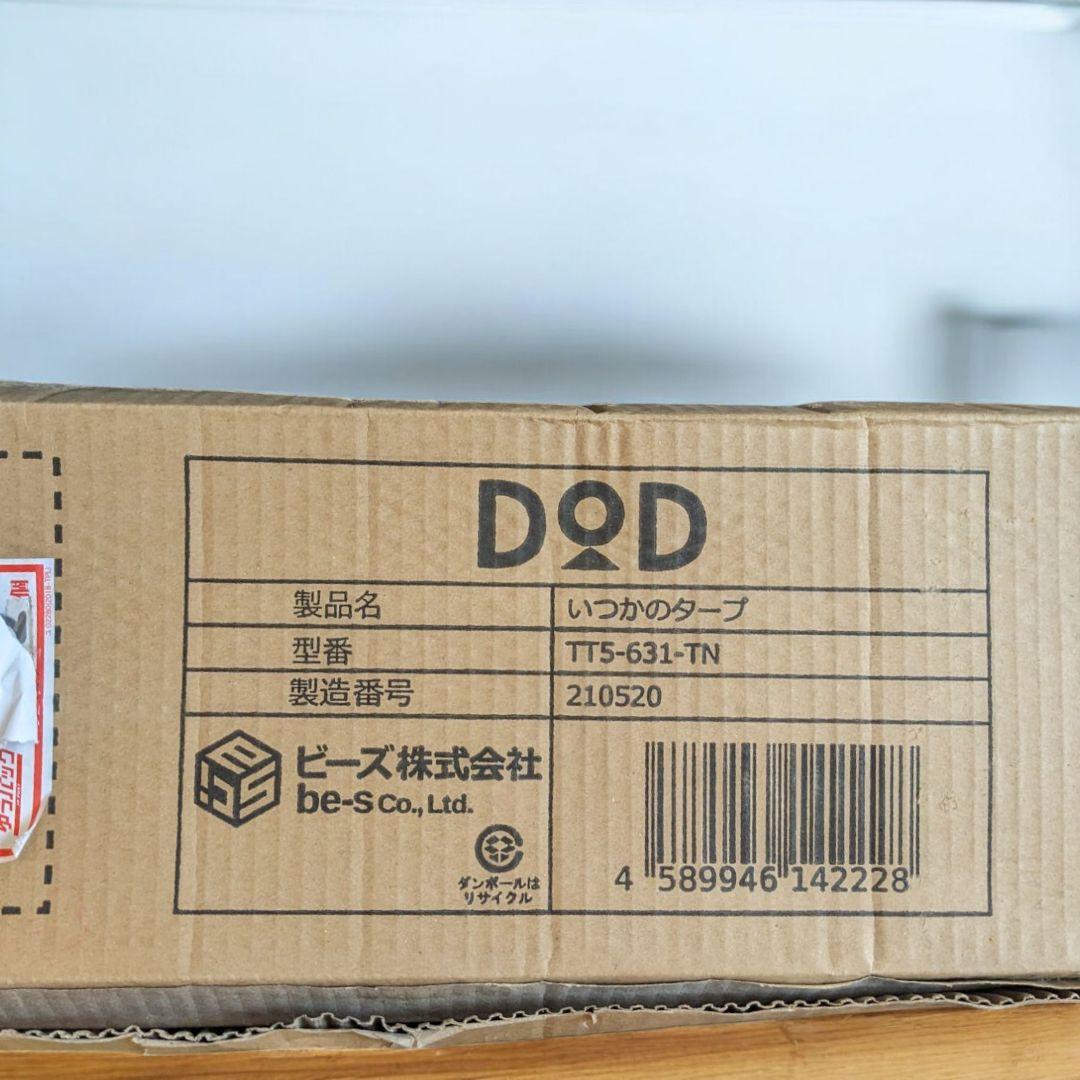 DOD
製品名 いつかのタープ
型番 TT5-631-TN
製造番号 210520
ビーズ株式会社
be-s Co., Ltd.
ダンボールは
リサイクル
4 589946 142228